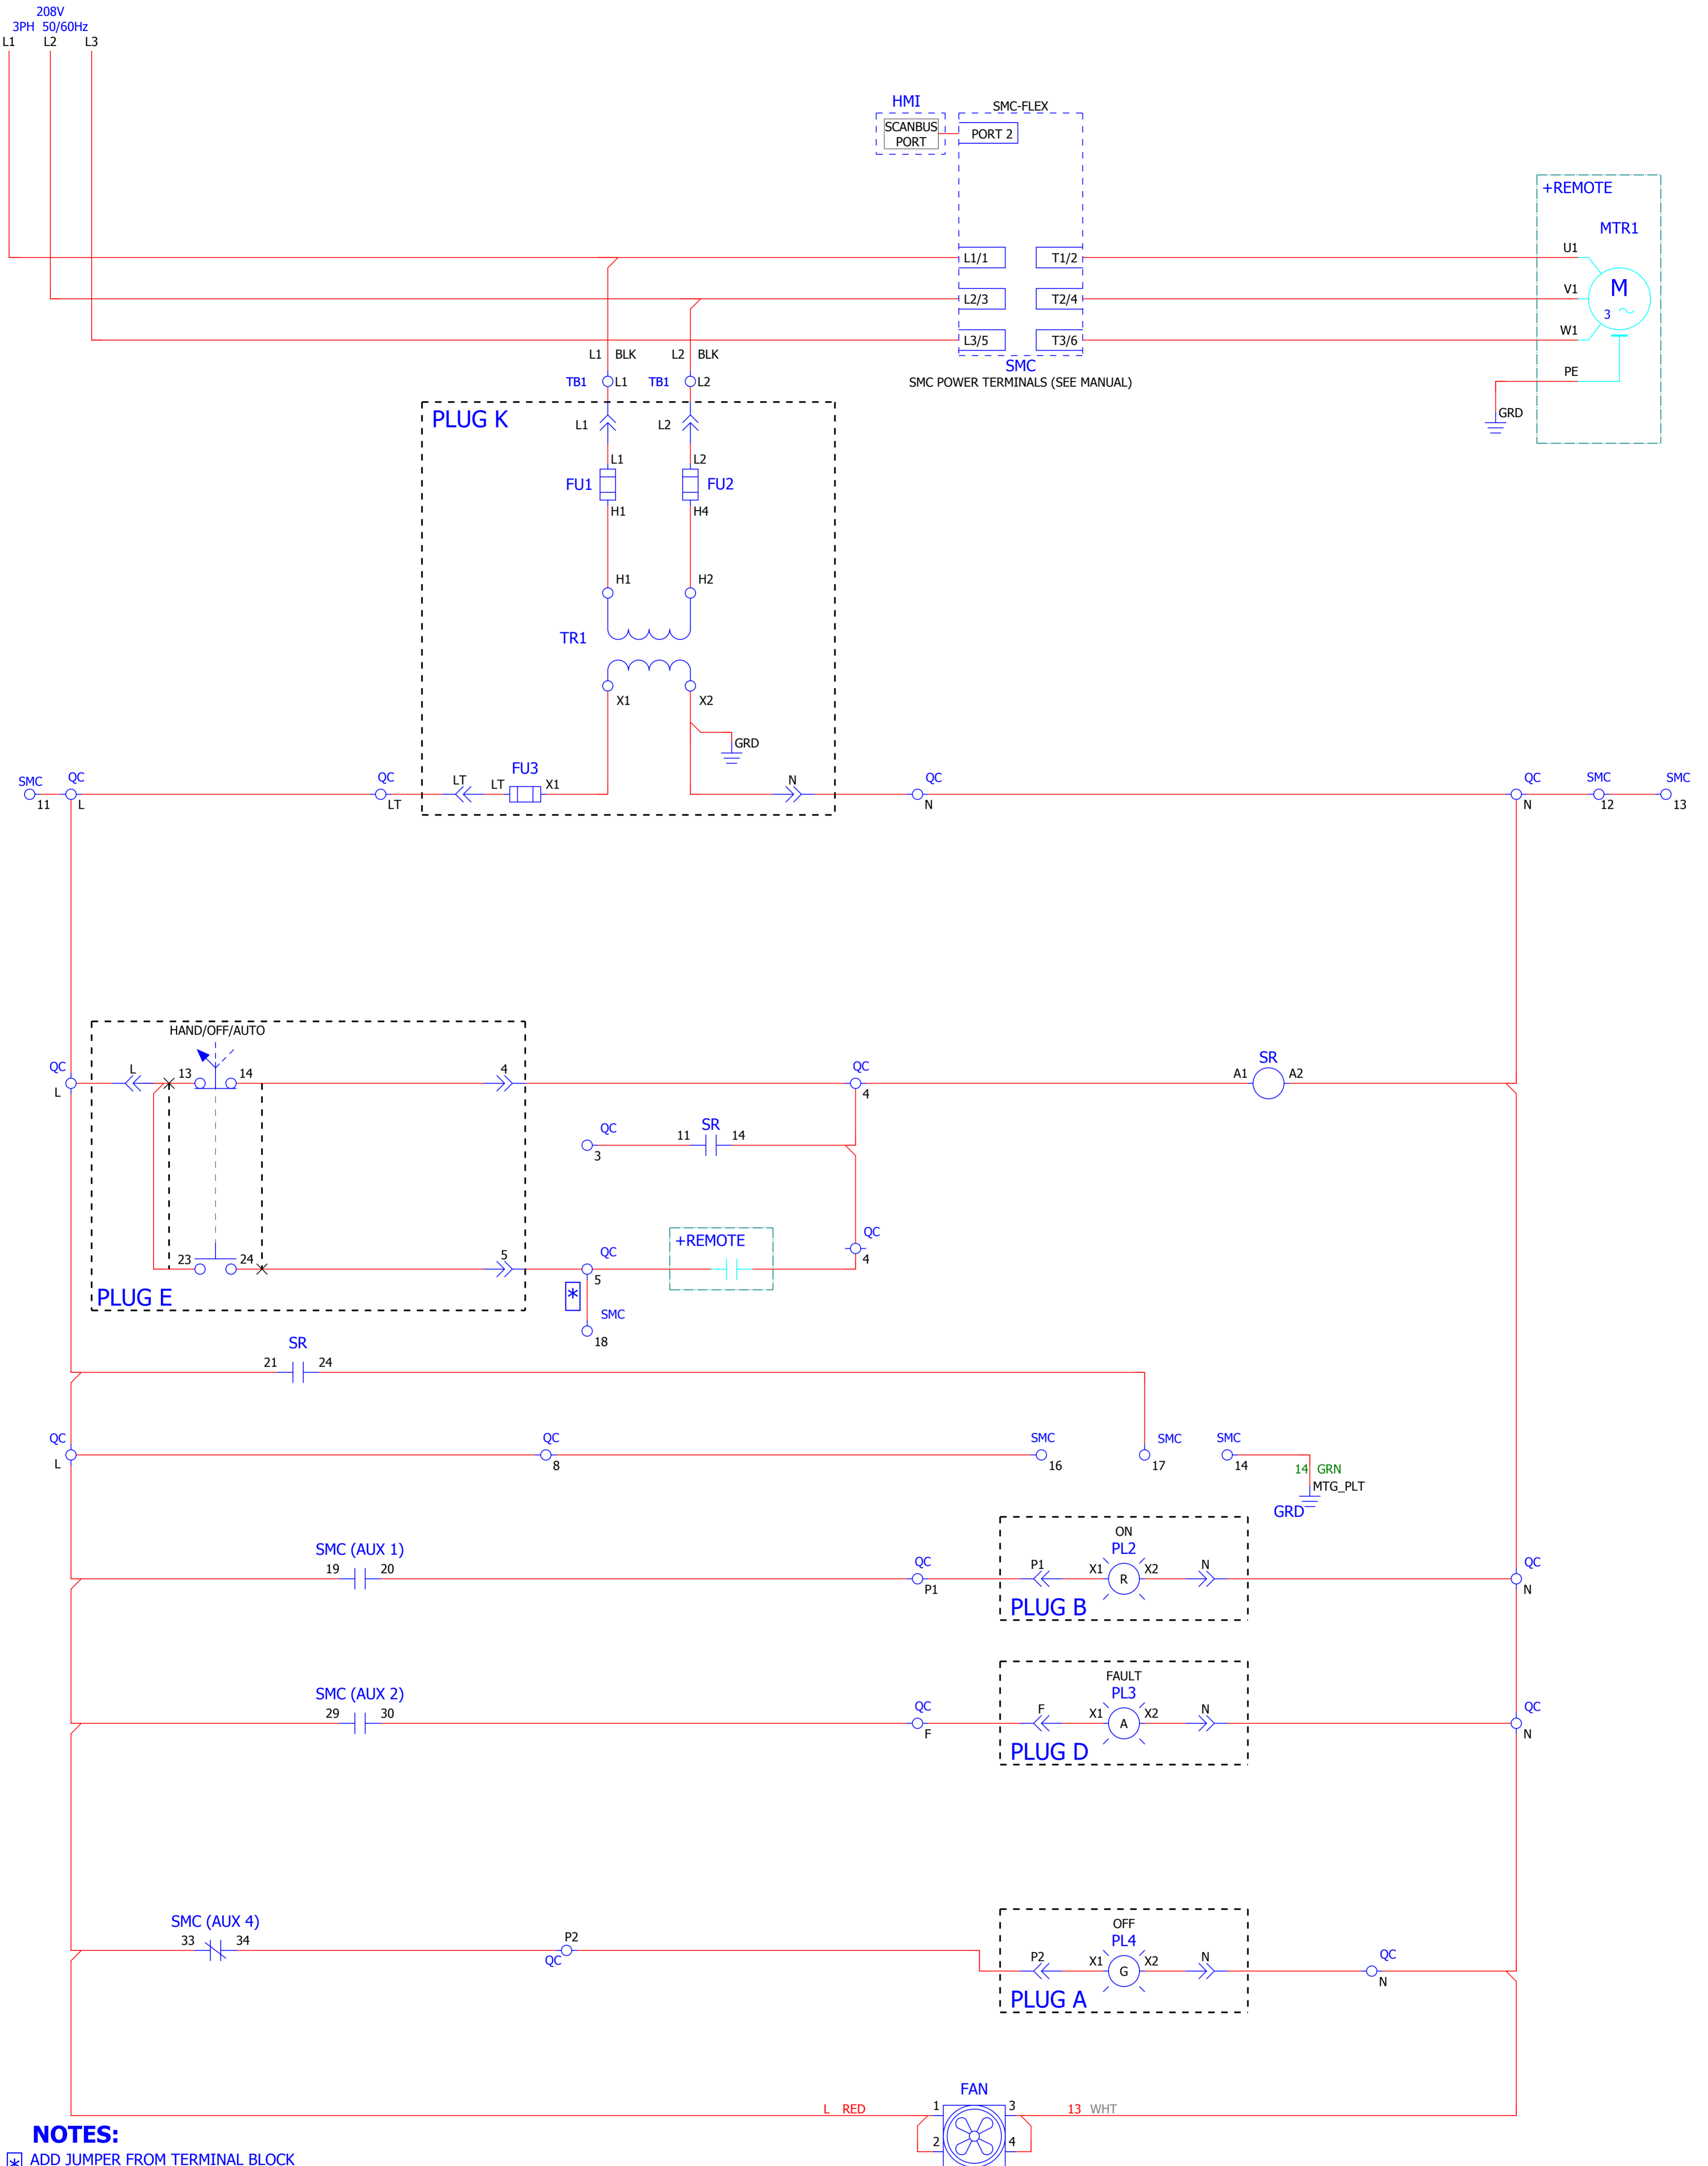 208V
3PH 50/60Hz
L1 L2 L3
HMI
SCANBUS
PORT
SMC-FLEX
PORT 2
+REMOTE
MTR1
L1/1 T1/2 U1
L2/3 T2/4 V1
M
3
L3/5 T3/6 W1
SMC
SMC POWER TERMINALS (SEE MANUAL)
PE
GRD
L1 BLK L2 BLK
TB1 L1 TB1 L2
PLUG K
L1 L2
L1 L2
FU1 FU2
H1 H4
H1 H2
TR1
X1 X2
GRD
SMC QC QC LT LT FU3 X1 N QC QC SMC SMC
11 L LT N N 12 13
HAND/OFF/AUTO
QC L 13 14 4 QC SR
L 4 A1 A2
QC 11 SR 14
3
+REMOTE QC
4
23 24 5 QC
5
PLUG E
*
SMC
18
SR
21 24
QC QC SMC SMC SMC
L 8 16 17 14
14 GRN
MTG_PLT
GRD
ON
SMC (AUX 1) PL2
19 20 QC P1 X1 R X2 N QC
P1 N
PLUG B
FAULT
SMC (AUX 2) PL3
29 30 QC F X1 A X2 N QC
F N
PLUG D
SMC (AUX 4) OFF
33 34 P2 PL4
QC P2 X1 G X2 N QC
N
PLUG A
FAN
L RED 1 3 13 WHT
2 4
NOTES:
* ADD JUMPER FROM TERMINAL BLOCK